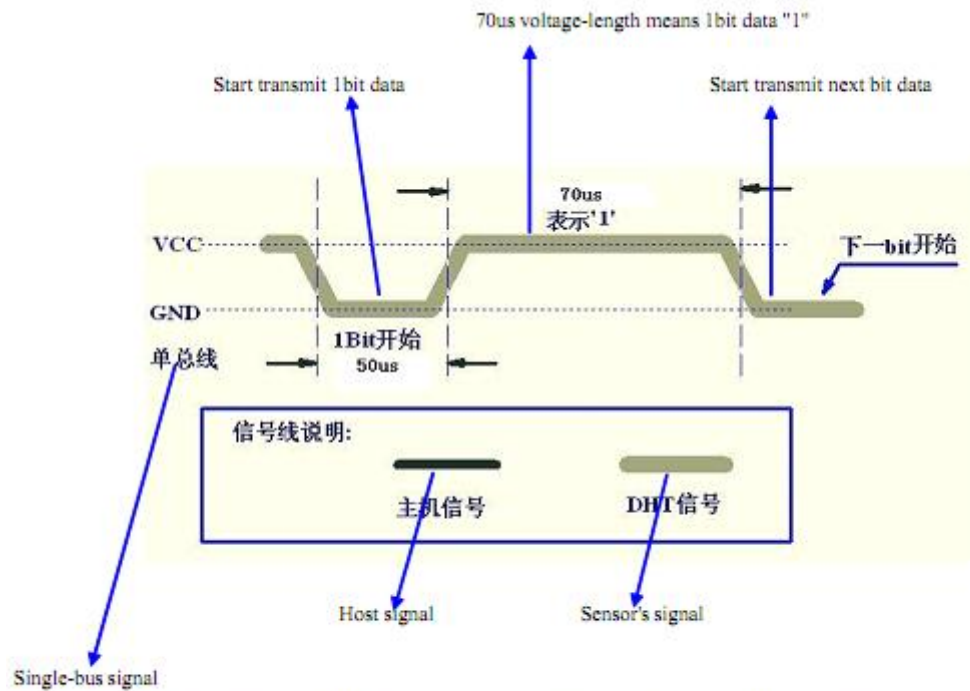 70us voltage-length means 1bit data "1"
Start transmit 1bit data
Start transmit next bit data
70us
表示'1'
VCC
下一bit开始
GND
1Bit开始
单总线
50us
信号线说明:
主机信号
DHT信号
Host signal
Sensor's signal
Single-bus signal